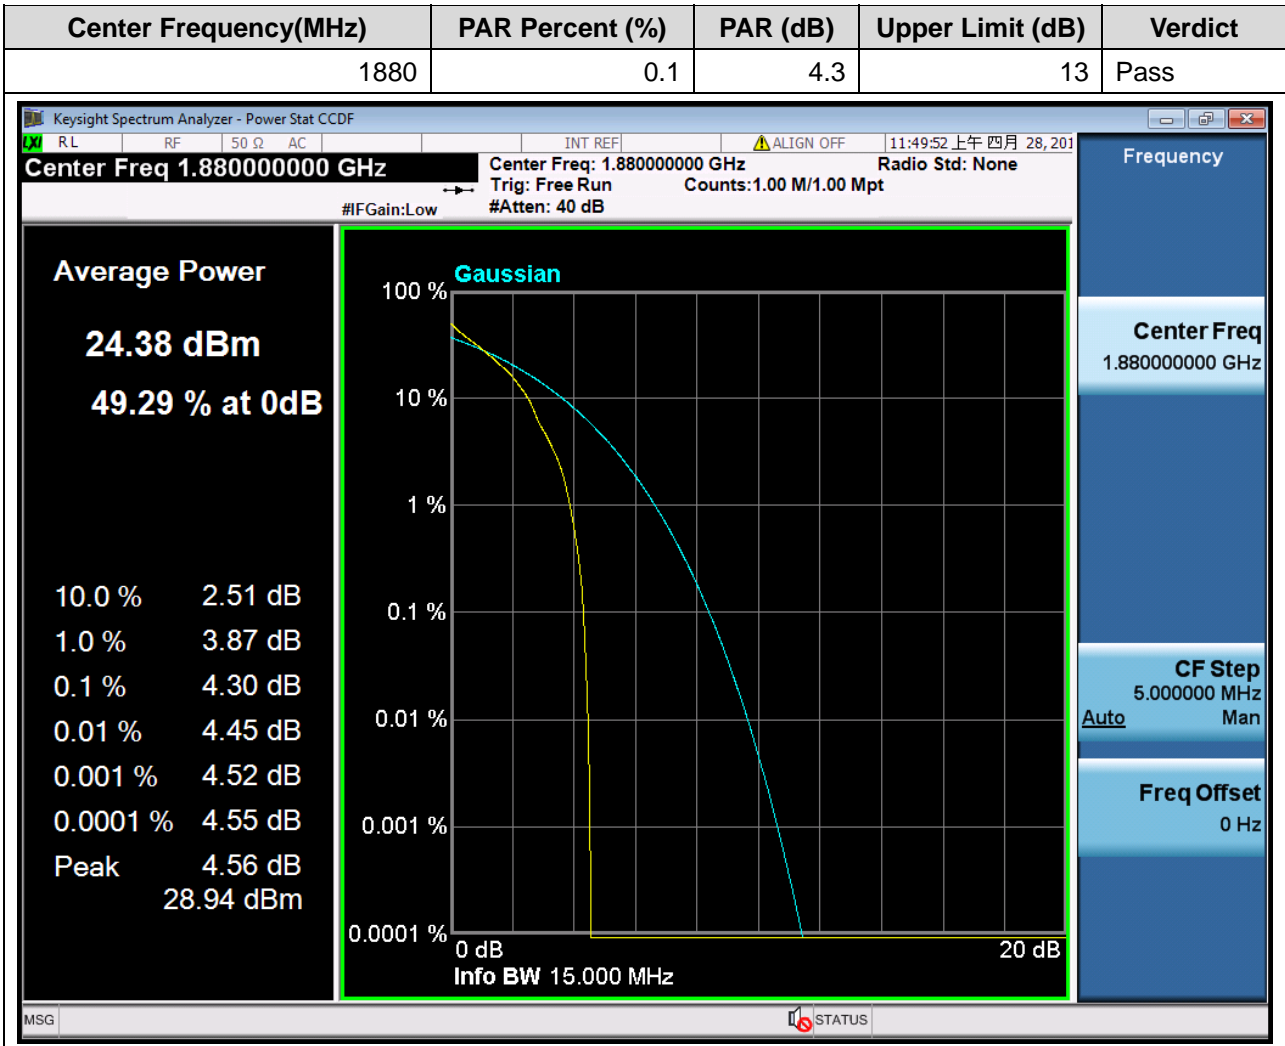 Center Frequency(MHz) PAR Percent (%) PAR (dB) Upper Limit (dB) Verdict
1880 0.1 4.3 13 Pass
Keysight Spectrum Analyzer - Power Stat CCDF
LXI RL RF 50 Ω AC INT REF ALIGN OFF 11:49:52 上午 四月 28, 201
Center Freq 1.880000000 GHz
Center Freq: 1.880000000 GHz Radio Std: None
Trig: Free Run Counts:1.00 M/1.00 Mpt
#IFGain:Low #Atten: 40 dB
Frequency
Average Power
24.38 dBm
49.29 % at 0dB
10.0 % 2.51 dB
1.0 % 3.87 dB
0.1 % 4.30 dB
0.01 % 4.45 dB
0.001 % 4.52 dB
0.0001 % 4.55 dB
Peak 4.56 dB
28.94 dBm
Gaussian
100 %
10 %
1 %
0.1 %
0.01 %
0.001 %
0.0001 %
0 dB 20 dB
Info BW 15.000 MHz
Center Freq
1.880000000 GHz
CF Step
5.000000 MHz
Auto Man
Freq Offset
0 Hz
MSG STATUS